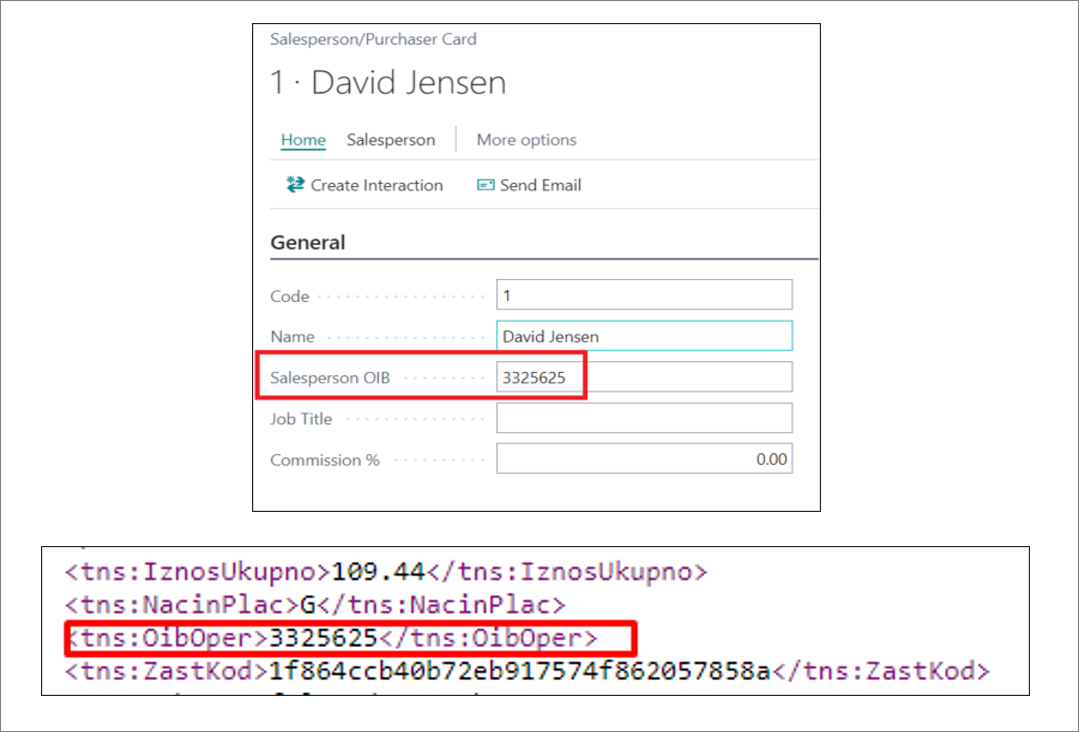 Salesperson/Purchaser Card
1 · David Jensen
Home Salesperson More options
Create Interaction Send Email
General
Code 1
Name David Jensen
Salesperson OIB 3325625
Job Title
Commission % 0.00
<tns:IznosUkupno>109.44</tns:IznosUkupno>
<tns:NacinPlac>G</tns:NacinPlac>
<tns:OibOper>3325625</tns:OibOper>
<tns:ZastKod>1f864ccb40b72eb917574f862057858a</tns:ZastKod>